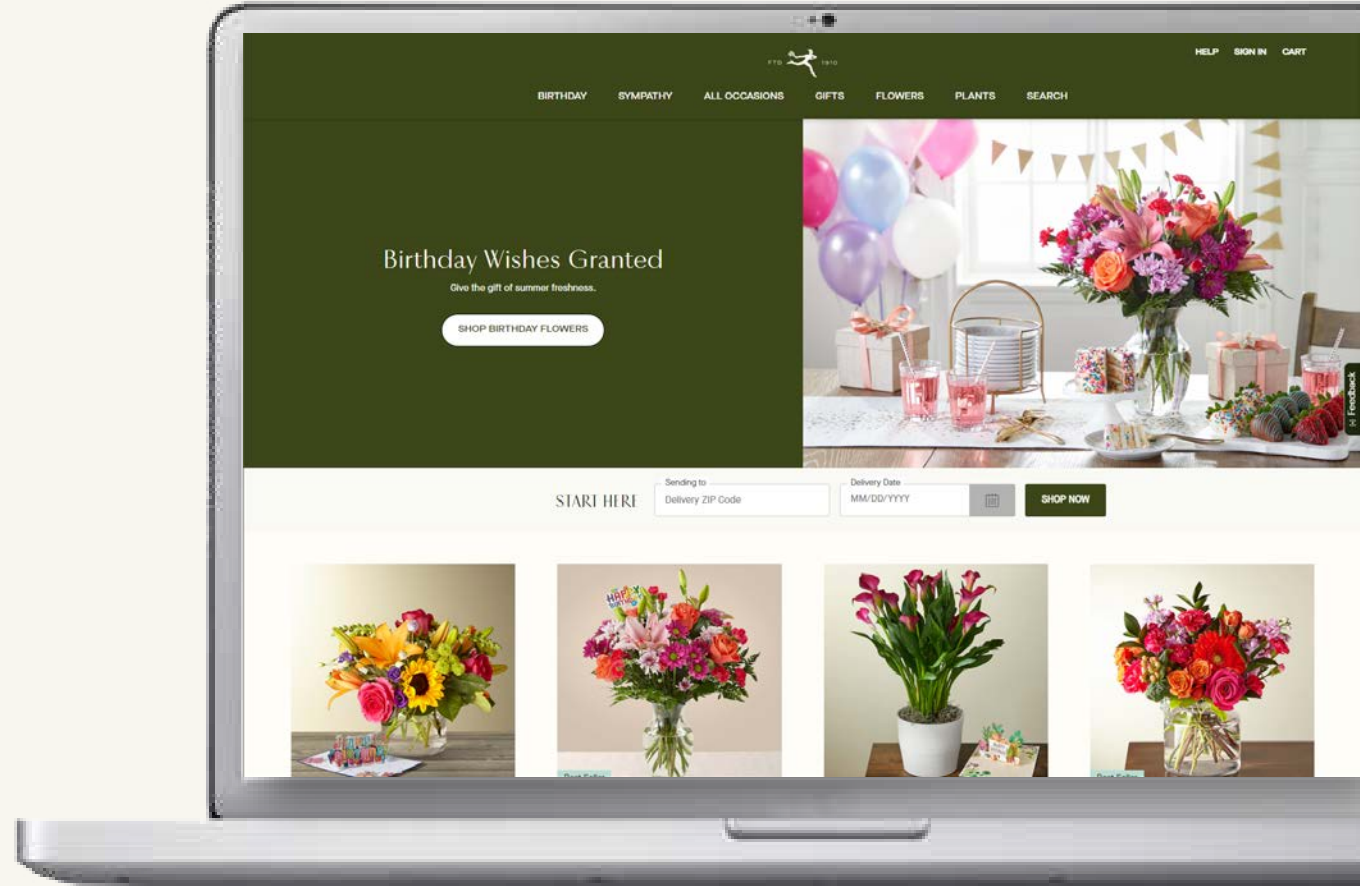 FTD 1910
HELP SIGN IN CART
BIRTHDAY SYMPATHY ALL OCCASIONS GIFTS FLOWERS PLANTS SEARCH
Birthday Wishes Granted
Give the gift of summer freshness.
SHOP BIRTHDAY FLOWERS
Feedback
START HERE
Sending to
Delivery ZIP Code
Delivery Date
MM/DD/YYYY
SHOP NOW
HAPPY
BIRTHDAY